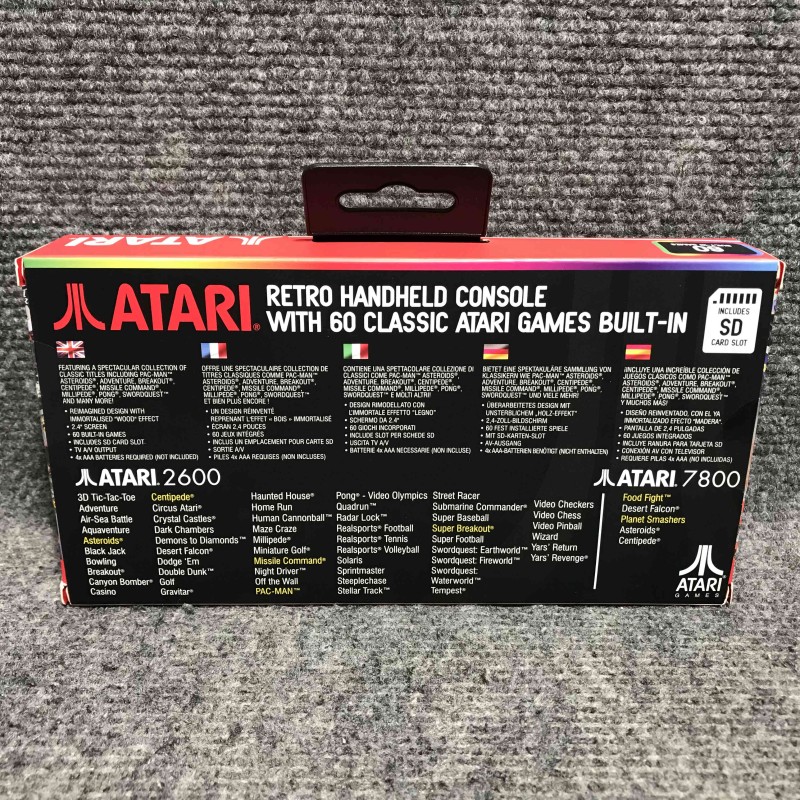 ATARI
60
ATARI® RETRO HANDHELD CONSOLE
WITH 60 CLASSIC ATARI GAMES BUILT-IN
INCLUDES
SD
CARD SLOT
FEATURING A SPECTACULAR COLLECTION OF
CLASSIC TITLES INCLUDING PAC-MAN™
ASTEROIDS®, ADVENTURE, BREAKOUT®,
CENTIPEDE®, MISSILE COMMAND®,
MILLIPEDE®, PONG®, SWORDQUEST™
AND MANY MORE!
• REIMAGINED DESIGN WITH
IMMORTALISED "WOOD" EFFECT
• 2.4" SCREEN
• 60 BUILT-IN GAMES
• INCLUDES SD CARD SLOT
• TV A/V OUTPUT
• 4x AAA BATTERIES REQUIRED (NOT INCLUDED)
OFFRE UNE SPECTACULAIRE COLLECTION DE
TITRES CLASSIQUES COMME PAC-MAN™
ASTEROIDS®, ADVENTURE, BREAKOUT®,
CENTIPEDE®, MISSILE COMMAND®,
MILLIPEDE®, PONG®, SWORDQUEST™
ET BIEN PLUS ENCORE !
• UN DESIGN RÉINVENTÉ
REPRENANT L'EFFET « BOIS » IMMORTALISÉ
• ÉCRAN 2,4 POUCES
• 60 JEUX INTÉGRÉS
• INCLUS UN EMPLACEMENT POUR CARTE SD
• SORTIE A/V
• PILES 4x AAA REQUISES (NON INCLUSES)
CONTIENE UNA SPETTACOLARE COLLEZIONE DI
CLASSICI COME PAC-MAN™ ASTEROIDS®,
ADVENTURE, BREAKOUT®, CENTIPEDE®,
MISSILE COMMAND®, MILLIPEDE®, PONG®,
SWORDQUEST™ E MOLTI ALTRI!
• DESIGN RIMODELLATO CON
L'IMMORTALE EFFETTO "LEGNO"
• SCHERMO DA 2.4"
• 60 GIOCHI INCORPORATI
• INCLUDE SLOT PER SCHEDE SD
• USCITA TV A/V
• BATTERIE 4x AAA NECESSARIE (NON INCLUSE)
BIETET EINE SPEKTAKULÄRE SAMMLUNG VON
KLASSIKERN WIE PAC-MAN™ ASTEROIDS®,
ADVENTURE, BREAKOUT®, CENTIPEDE®,
MISSILE COMMAND®, MILLIPEDE®, PONG®,
SWORDQUEST™ UND VIELE MEHR!
• ÜBERARBEITETES DESIGN MIT
UNSTERBLICHEM „HOLZ-EFFEKT"
• 2,4-ZOLL-BILDSCHIRM
• 60 FEST INSTALLIERTE SPIELE
• MIT SD-KARTEN-SLOT
• AV-AUSGANG
• 4x AAA-BATTERIEN BENÖTIGT (NICHT ENTHALTEN)
¡INCLUYE UNA INCREÍBLE COLECCIÓN DE
JUEGOS CLÁSICOS COMO PAC-MAN™
ASTEROIDS®, ADVENTURE, BREAKOUT®,
CENTIPEDE®, MISSILE COMMAND®,
MILLIPEDE®, PONG®, SWORDQUEST™
Y MUCHOS MÁS!
• DISEÑO REINVENTADO, CON EL YA
INMORTALIZADO EFECTO "MADERA".
• PANTALLA DE 2,4 PULGADAS
• 60 JUEGOS INTEGRADOS
• INCLUYE RANURA PARA TARJETA SD
• CONEXIÓN AV CON TELEVISOR
• REQUIERE PILAS 4x AAA (NO INCLUIDAS)
ATARI 2600
3D Tic-Tac-Toe
Adventure
Air-Sea Battle
Aquaventure
Asteroids®
Black Jack
Bowling
Breakout®
Canyon Bomber®
Casino
Centipede®
Circus Atari®
Crystal Castles®
Dark Chambers
Demons to Diamonds™
Desert Falcon®
Dodge 'Em
Double Dunk™
Golf
Gravitar®
Haunted House®
Home Run
Human Cannonball™
Maze Craze
Millipede®
Miniature Golf
Missile Command®
Night Driver™
Off the Wall
PAC-MAN™
Pong® - Video Olympics
Quadrun™
Radar Lock™
Realsports® Football
Realsports® Tennis
Realsports® Volleyball
Solaris
Sprintmaster
Steeplechase
Stellar Track™
Street Racer
Submarine Commander®
Super Baseball
Super Breakout®
Super Football
Swordquest: Earthworld™
Swordquest: Fireworld™
Swordquest:
Waterworld™
Tempest®
Video Checkers
Video Chess
Video Pinball
Wizard
Yars' Return
Yars' Revenge®
ATARI 7800
Food Fight™
Desert Falcon®
Planet Smashers
Asteroids®
Centipede®
ATARI
GAMES